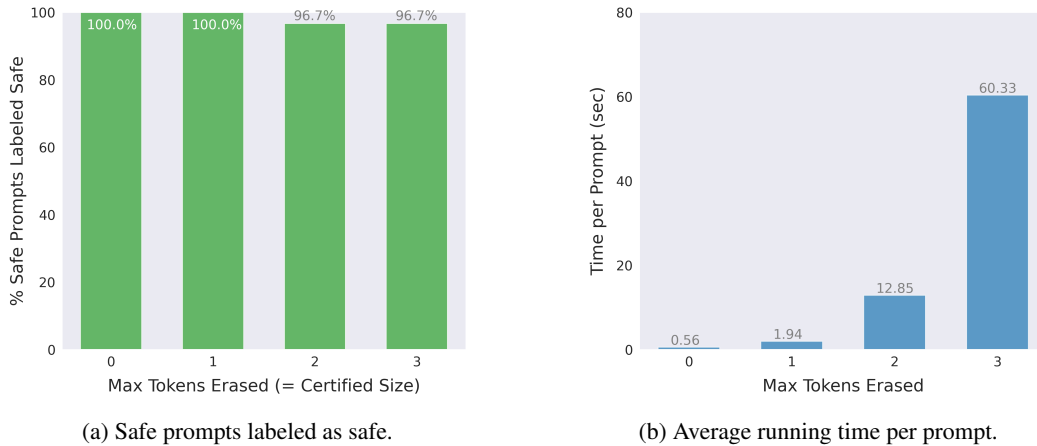 100
80
60
40
20
0
% Safe Prompts Labeled Safe
100.0%
100.0%
96.7%
96.7%
0 1 2 3
Max Tokens Erased (= Certified Size)
(a) Safe prompts labeled as safe.
80
60
40
20
0
Time per Prompt (sec)
0.56
1.94
12.85
60.33
0 1 2 3
Max Tokens Erased
(b) Average running time per prompt.